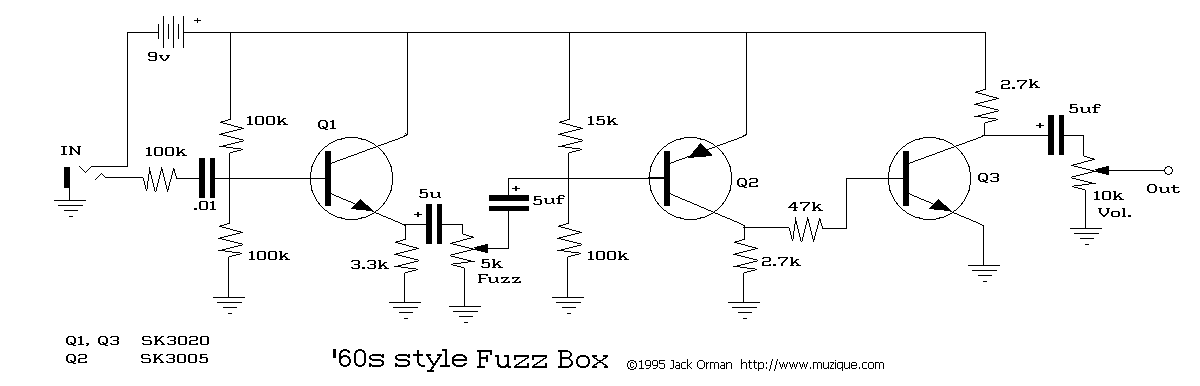 +
9v
100k
Q1
15k
2.7k
5uf
+
IN
100k
.01
5u
+
+
5uf
Q2
47k
Q3
10k
Vol.
Out
100k
3.3k
5k
Fuzz
100k
2.7k
Q1, Q3 SK3020
Q2 SK3005
'60s style Fuzz Box ©1995 Jack Orman http://www.muzique.com